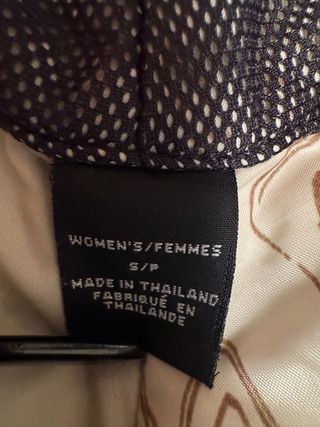 WOMEN'S/FEMMES
S/P
MADE IN THAILAND
FABRIQUÉ EN
THAILANDE